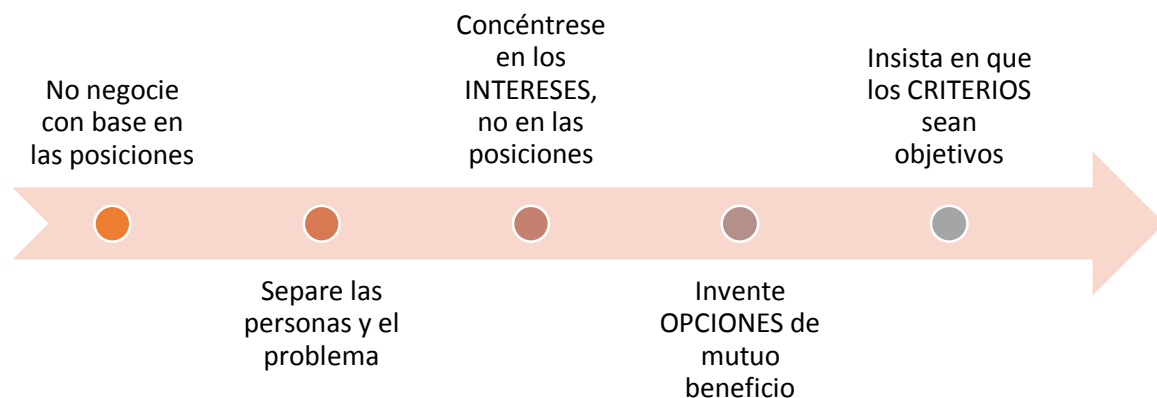 No negocie
con base en
las posiciones
Separe las
personas y el
problema
Concéntrese
en los
INTERESES,
no en las
posiciones
Invente
OPCIONES de
mutuo
beneficio
Insista en que
los CRITERIOS
sean
objetivos